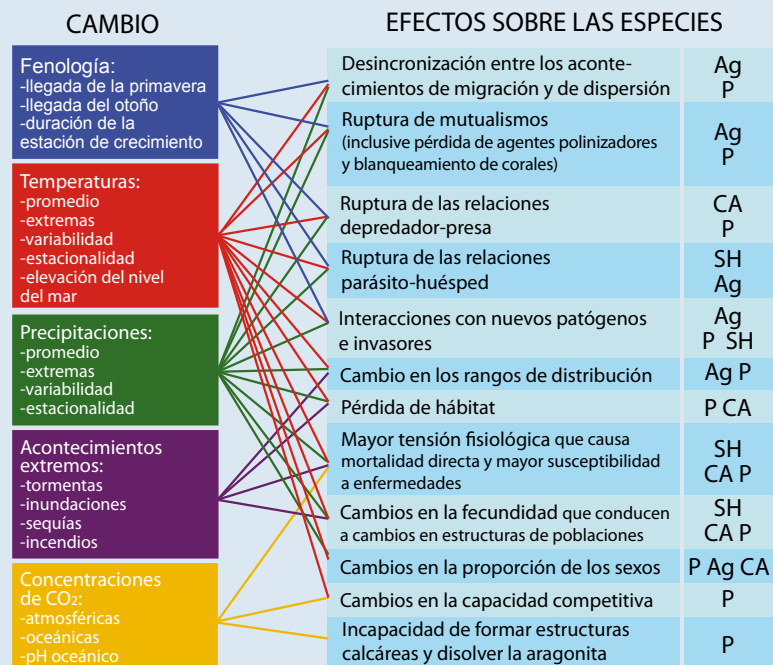 CAMBIO
Fenología:
-llegada de la primavera
-llegada del otoño
-duración de la
estación de crecimiento
Temperaturas:
-promedio
-extremas
-variabilidad
-estacionalidad
-elevación del nivel
del mar
Precipitaciones:
-promedio
-extremas
-variabilidad
-estacionalidad
Acontecimientos
extremos:
-tormentas
-inundaciones
-sequías
-incendios
Concentraciones
de CO2:
-atmosféricas
-oceánicas
-pH oceánico
EFECTOS SOBRE LAS ESPECIES
Desincronización entre los aconte-
cimientos de migración y de dispersión
Ag
P
Ruptura de mutualismos
(inclusive pérdida de agentes polinizadores
y blanqueamiento de corales)
Ag
P
Ruptura de las relaciones
depredador-presa
CA
P
Ruptura de las relaciones
parásito-huésped
SH
Ag
Interacciones con nuevos patógenos
e invasores
Ag
P SH
Cambio en los rangos de distribución
Ag P
Pérdida de hábitat
P CA
Mayor tensión fisiológica que causa
mortalidad directa y mayor susceptibilidad
a enfermedades
SH
CA P
Cambios en la fecundidad que conducen
a cambios en estructuras de poblaciones
SH
CA P
Cambios en la proporción de los sexos
P Ag CA
Cambios en la capacidad competitiva
P
Incapacidad de formar estructuras
calcáreas y disolver la aragonita
P